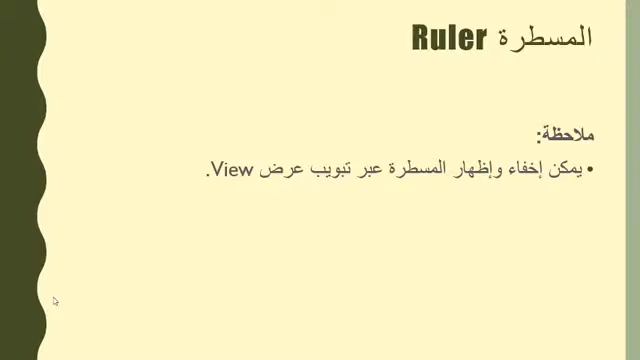 المسطرة Ruler
ملاحظة:
• يمكن إخفاء وإظهار المسطرة عبر تبويب عرض View.